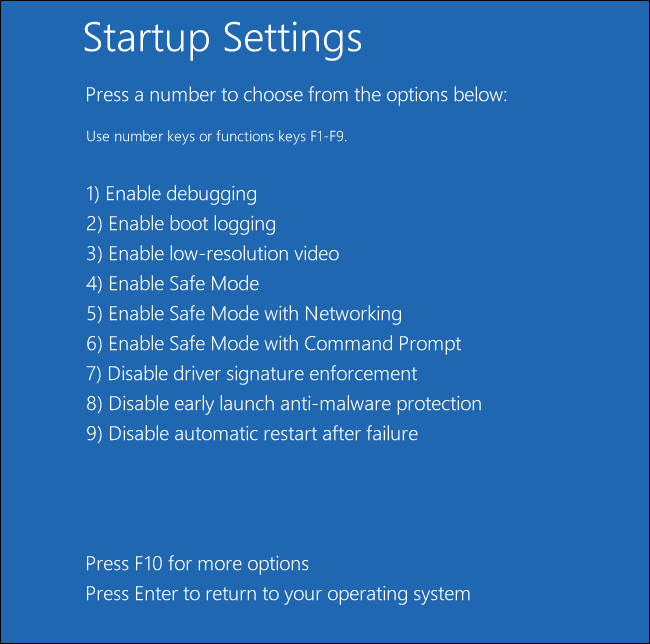 Startup Settings
Press a number to choose from the options below:
Use number keys or functions keys F1-F9.
1) Enable debugging
2) Enable boot logging
3) Enable low-resolution video
4) Enable Safe Mode
5) Enable Safe Mode with Networking
6) Enable Safe Mode with Command Prompt
7) Disable driver signature enforcement
8) Disable early launch anti-malware protection
9) Disable automatic restart after failure
Press F10 for more options
Press Enter to return to your operating system